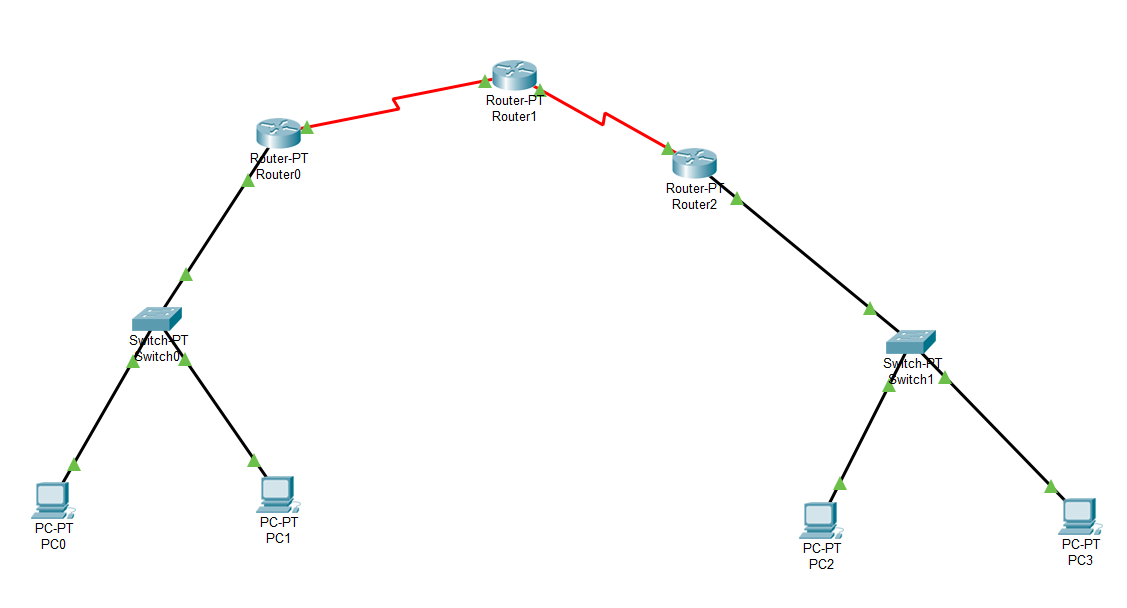 Router-PT
Router1
Router-PT
Router0
Router-PT
Router2
Switch-PT
Switch0
Switch-PT
Switch1
PC-PT
PC0
PC-PT
PC1
PC-PT
PC2
PC-PT
PC3